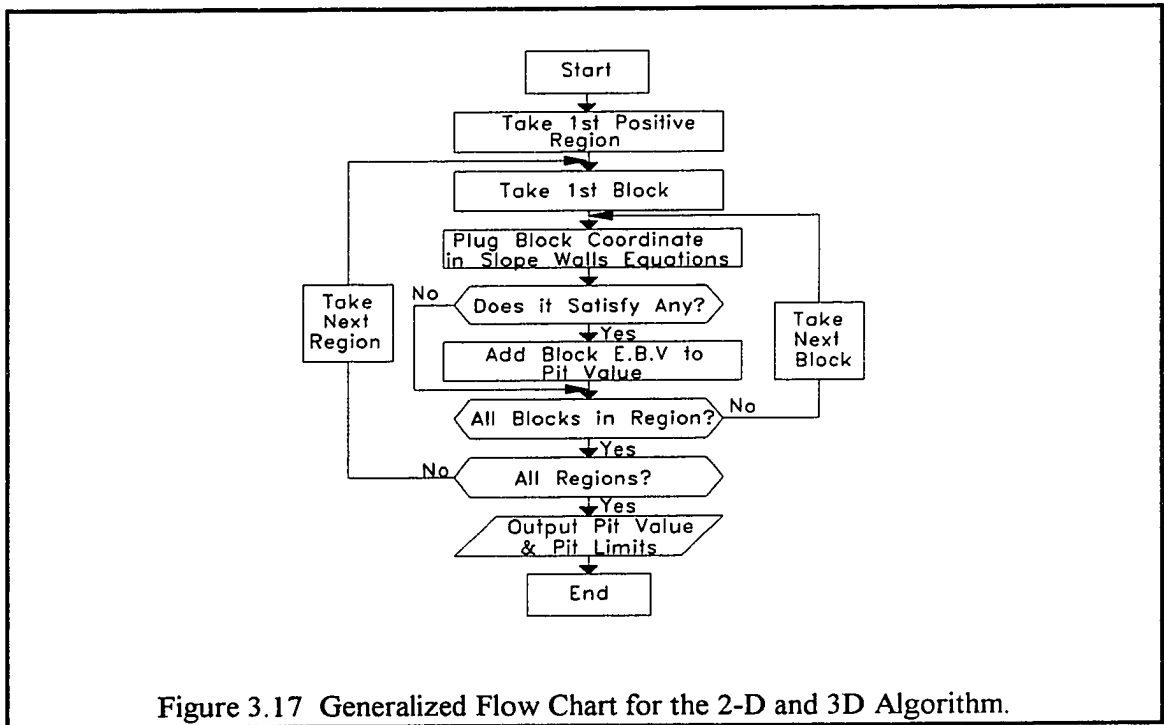 Start
Take 1st Positive
Region
Take 1st Block
Plug Block Coordinate
in Slope Walls Equations
No
Does it Satisfy Any?
Yes
Take
Next
Region
Take
Next
Block
Add Block E.B.V to
Pit Value
All Blocks in Region?
No
Yes
No
All Regions?
Yes
Output Pit Value
& Pit Limits
End
Figure 3.17 Generalized Flow Chart for the 2-D and 3D Algorithm.